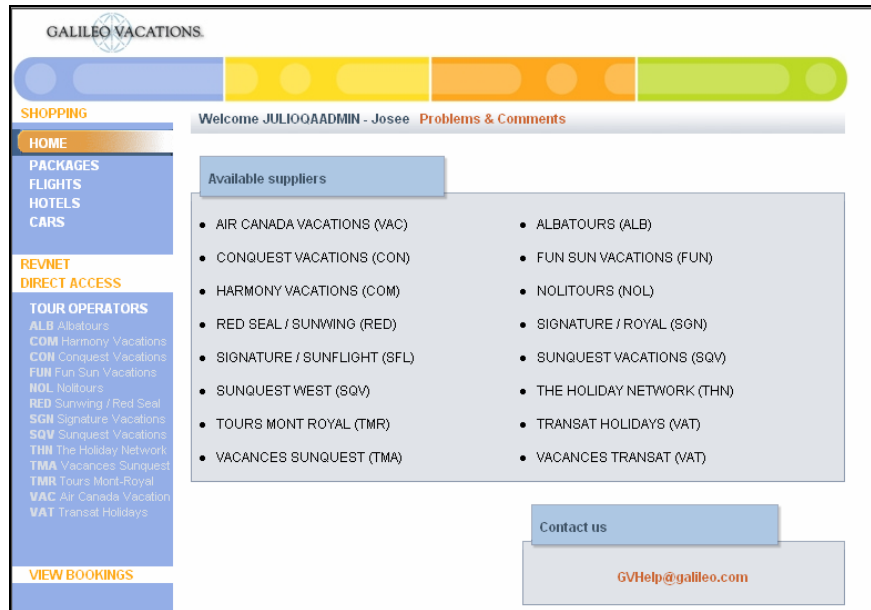 GALILEO VACATIONS.
SHOPPING
Welcome JULIOQAADMIN - Josee Problems & Comments
HOME
PACKAGES
FLIGHTS
HOTELS
CARS
REVNET
DIRECT ACCESS
TOUR OPERATORS
ALB Albatours
COM Harmony Vacations
CON Conquest Vacations
FUN Fun Sun Vacations
NOL Nolitours
RED Sunwing / Red Seal
SGN Signature Vacations
SQV Sunquest Vacations
THN The Holiday Network
TMA Vacances Sunquest
TMR Tours Mont-Royal
VAC Air Canada Vacation
VAT Transat Holidays
VIEW BOOKINGS
Available suppliers
AIR CANADA VACATIONS (VAC)
ALBATOURS (ALB)
CONQUEST VACATIONS (CON)
FUN SUN VACATIONS (FUN)
HARMONY VACATIONS (COM)
NOLITOURS (NOL)
RED SEAL / SUNWING (RED)
SIGNATURE / ROYAL (SGN)
SIGNATURE / SUNFLIGHT (SFL)
SUNQUEST VACATIONS (SQV)
SUNQUEST WEST (SQV)
THE HOLIDAY NETWORK (THN)
TOURS MONT ROYAL (TMR)
TRANSAT HOLIDAYS (VAT)
VACANCES SUNQUEST (TMA)
VACANCES TRANSAT (VAT)
Contact us
GVHelp@galileo.com